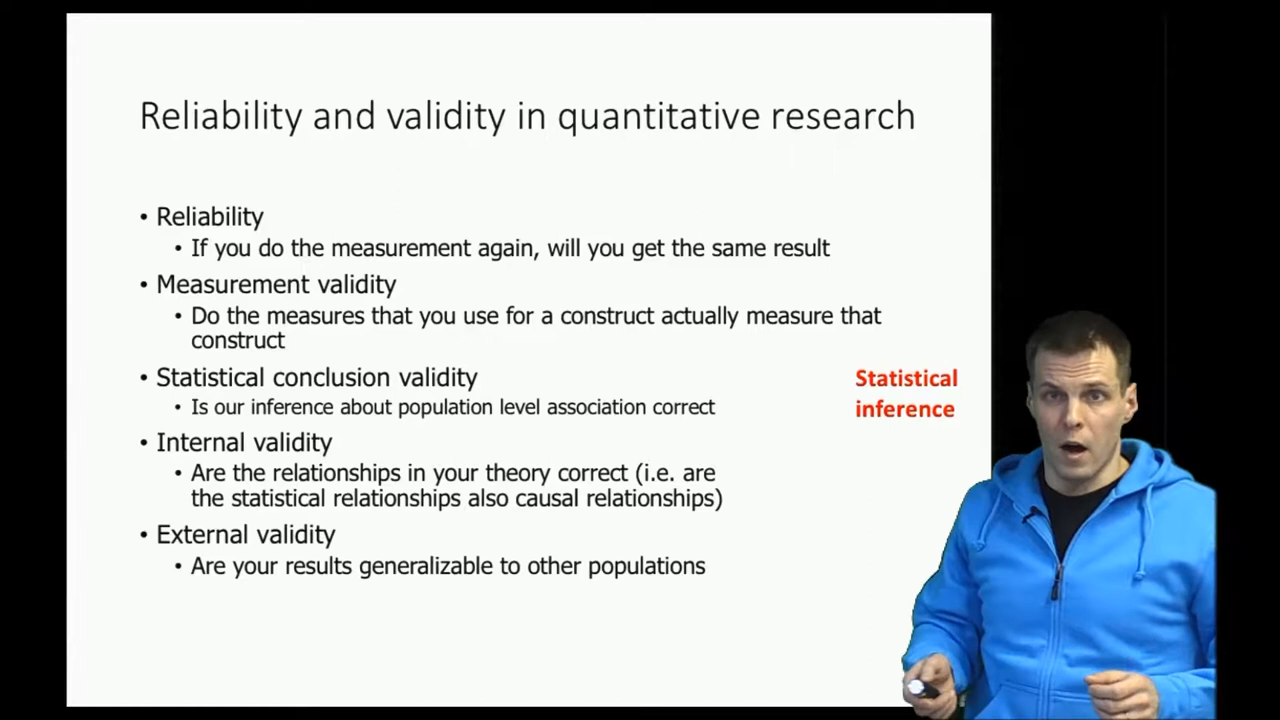 Reliability and validity in quantitative research
• Reliability
• If you do the measurement again, will you get the same result
• Measurement validity
• Do the measures that you use for a construct actually measure that
construct
• Statistical conclusion validity
• Is our inference about population level association correct
Statistical
inference
• Internal validity
• Are the relationships in your theory correct (i.e. are
the statistical relationships also causal relationships)
• External validity
• Are your results generalizable to other populations